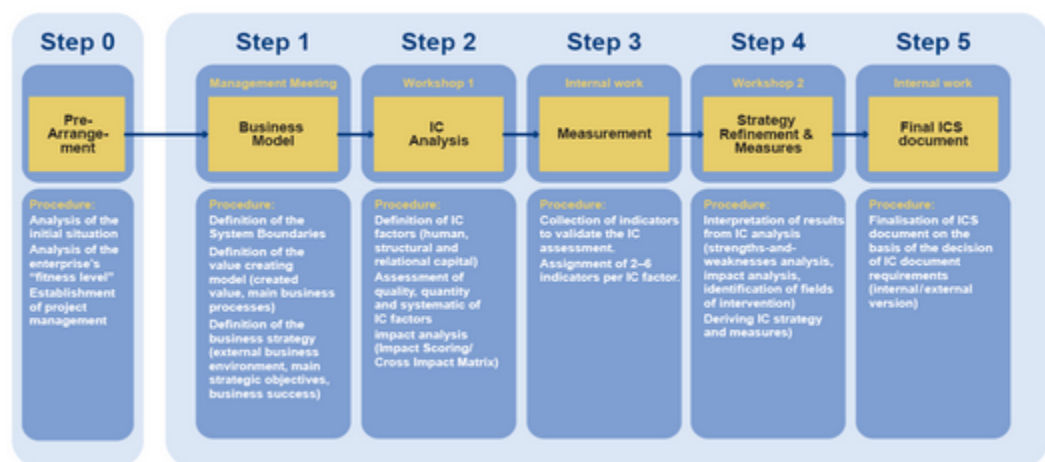 Step 0
Pre-
Arrange-
ment
Procedure:
Analysis of the
initial situation
Analysis of the
enterprise's
"fitness level"
Establishment
of project
management
Step 1
Management Meeting
Business
Model
Procedure:
Definition of the
System Boundaries
Definition of the
value creating
model (created
value, main business
processes)
Definition of the
business strategy
(external business
environment, main
strategic objectives,
business success)
Step 2
Workshop 1
IC
Analysis
Procedure:
Definition of IC
factors (human,
structural and
relational capital)
Assessment of
quality, quantity
and systematic of
IC factors
impact analysis
(Impact Scoring/
Cross Impact Matrix)
Step 3
Internal work
Measurement
Procedure:
Collection of indicators
to validate the IC
assessment.
Assignment of 2–6
indicators per IC factor.
Step 4
Workshop 2
Strategy
Refinement &
Measures
Procedure:
Interpretation of results
from IC analysis
(strengths-and-
weaknesses analysis,
impact analysis,
identification of fields
of intervention)
Deriving IC strategy
and measures)
Step 5
Internal work
Final ICS
document
Procedure:
Finalisation of ICS
document on the
basis of the decision
of IC document
requirements
(internal/external
version)